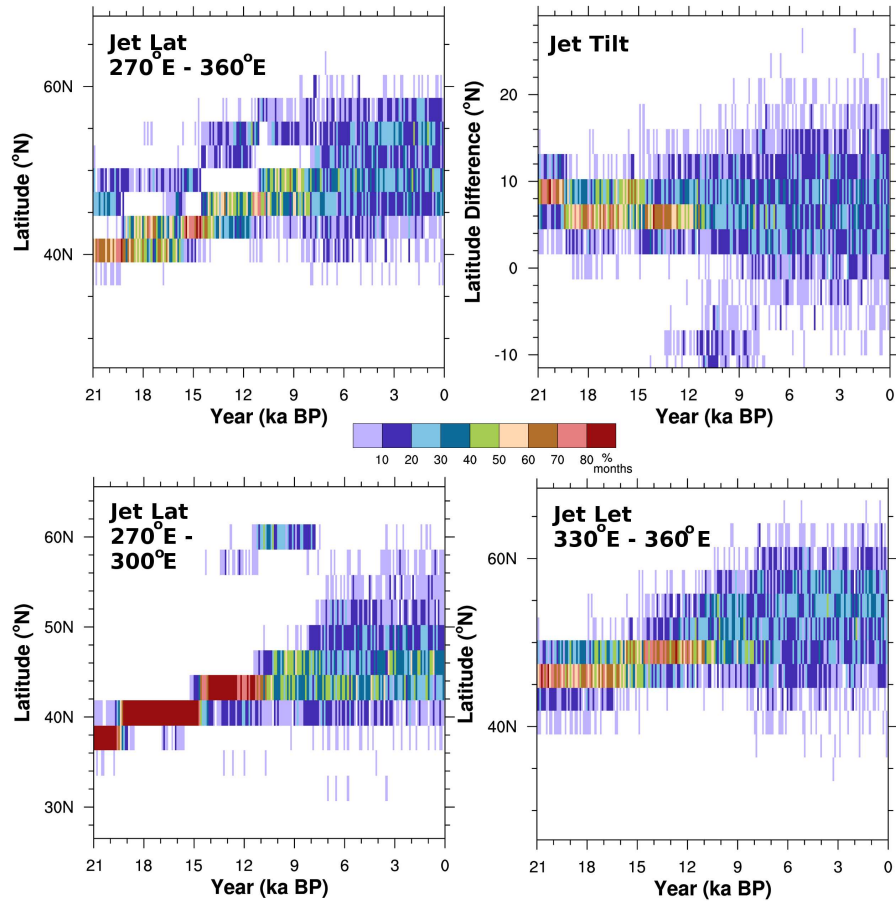 Jet Lat
270°E - 360°E
60N
40N
Latitude (°N)
21 18 15 12 9 6 3 0
Year (ka BP)
Jet Tilt
20
10
0
-10
Latitude Difference (°N)
21 18 15 12 9 6 3 0
Year (ka BP)
10 20 30 40 50 60 70 80 %
months
Jet Lat
270°E -
300°E
60N
50N
40N
30N
Latitude (°N)
21 18 15 12 9 6 3 0
Year (ka BP)
Jet Let
330°E - 360°E
60N
40N
Latitude (°N)
21 18 15 12 9 6 3 0
Year (ka BP)